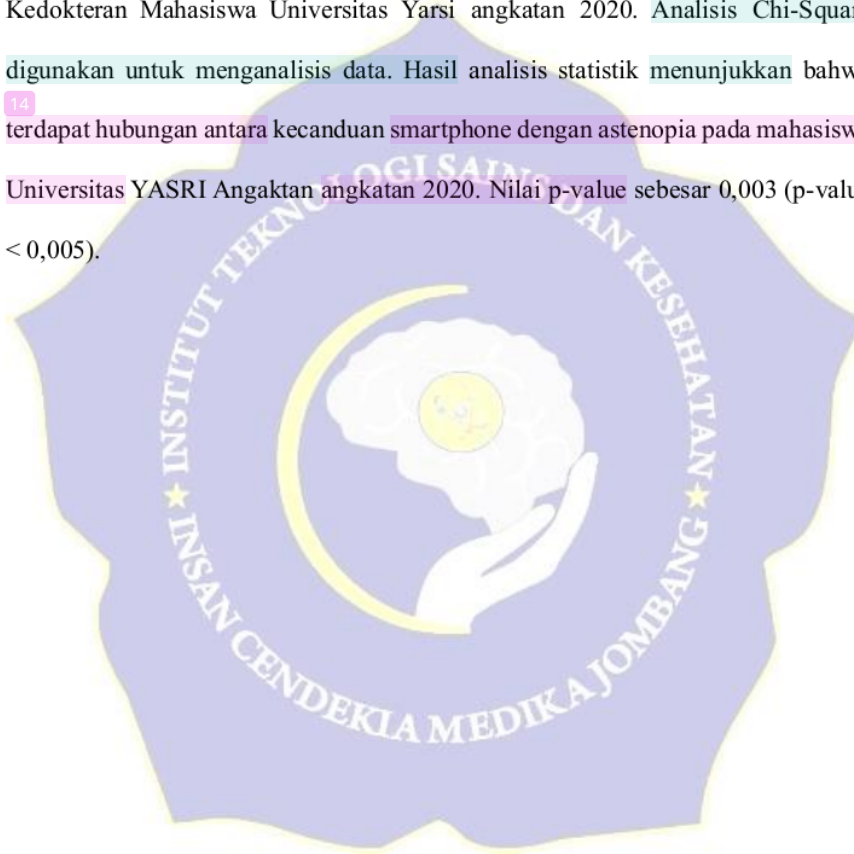 Kedokteran Mahasiswa Universitas Yarsi angkatan 2020. Analisis Chi-Squar
digunakan untuk menganalisis data. Hasil analisis statistik menunjukkan bahw
14
terdapat hubungan antara kecanduan smartphone dengan astenopia pada mahasisw
Universitas YASRI Angaktan angkatan 2020. Nilai p-value sebesar 0,003 (p-valu
< 0,005).
INSTITUT TEKNOLOGI SAINS DAN KESEHATAN
INSAN CENDEKIA MEDIKA JOMBANG